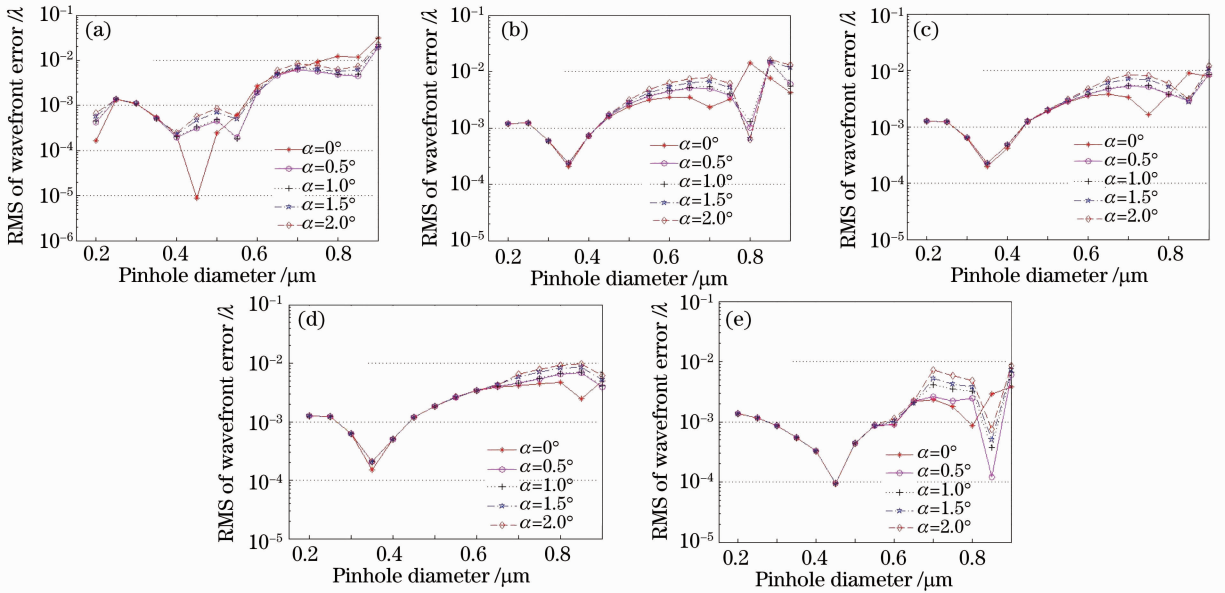 (a)
RMS of wavefront error /λ
10⁻¹
10⁻²
10⁻³
10⁻⁴
10⁻⁵
10⁻⁶
α=0°
α=0.5°
α=1.0°
α=1.5°
α=2.0°
0.2 0.4 0.6 0.8
Pinhole diameter /μm
(b)
RMS of wavefront error /λ
10⁻¹
10⁻²
10⁻³
10⁻⁴
10⁻⁵
α=0°
α=0.5°
α=1.0°
α=1.5°
α=2.0°
0.2 0.4 0.6 0.8
Pinhole diameter /μm
(c)
RMS of wavefront error /λ
10⁻¹
10⁻²
10⁻³
10⁻⁴
10⁻⁵
α=0°
α=0.5°
α=1.0°
α=1.5°
α=2.0°
0.2 0.4 0.6 0.8
Pinhole diameter /μm
(d)
RMS of wavefront error /λ
10⁻¹
10⁻²
10⁻³
10⁻⁴
10⁻⁵
α=0°
α=0.5°
α=1.0°
α=1.5°
α=2.0°
0.2 0.4 0.6 0.8
Pinhole diameter /μm
(e)
RMS of wavefront error /λ
10⁻¹
10⁻²
10⁻³
10⁻⁴
10⁻⁵
α=0°
α=0.5°
α=1.0°
α=1.5°
α=2.0°
0.2 0.4 0.6 0.8
Pinhole diameter /μm